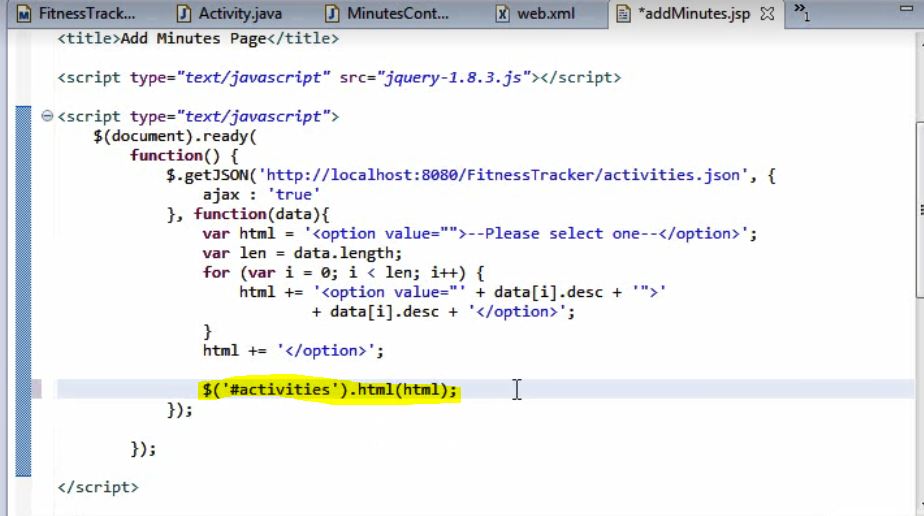 FitnessTrack... Activity.java MinutesCont... web.xml *addMinutes.jsp »1
<title>Add Minutes Page</title>
<script type="text/javascript" src="jquery-1.8.3.js"></script>
<script type="text/javascript">
$(document).ready(
function() {
$.getJSON('http://localhost:8080/FitnessTracker/activities.json', {
ajax : 'true'
}, function(data){
var html = '<option value="">--Please select one--</option>';
var len = data.length;
for (var i = 0; i < len; i++) {
html += '<option value="' + data[i].desc + '">'
+ data[i].desc + '</option>';
}
html += '</option>';
$('#activities').html(html);
});
});
</script>